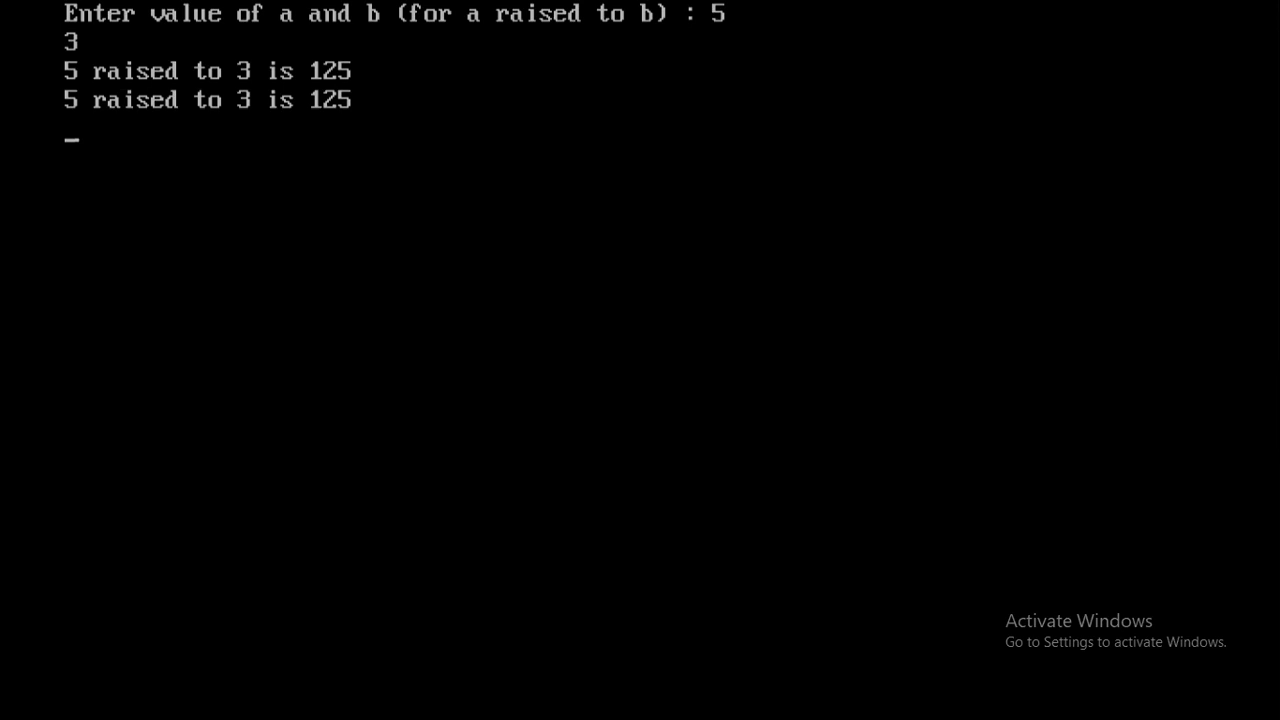 Enter value of a and b (for a raised to b) : 5
3
5 raised to 3 is 125
5 raised to 3 is 125
_
Activate Windows
Go to Settings to activate Windows.